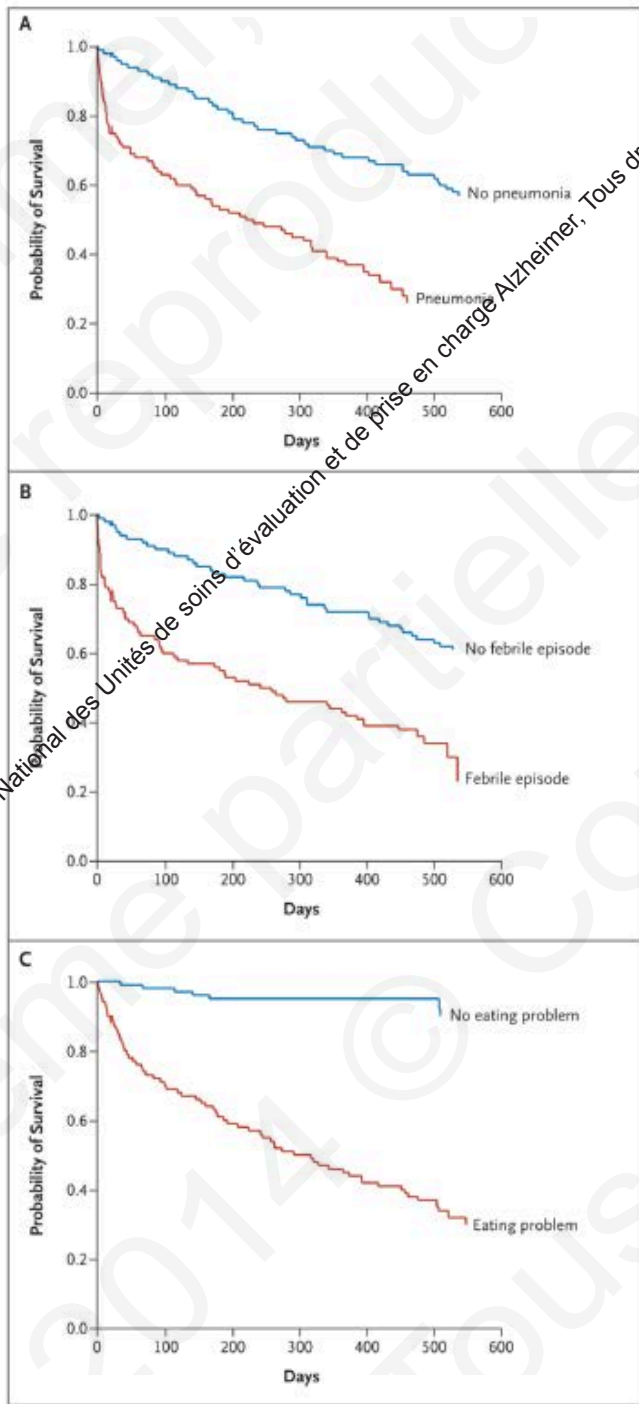 A
1.0
0.8
0.6
0.4
0.2
0.0
Probability of Survival
No pneumonia
Pneumonia
0 100 200 300 400 500 600
Days
B
1.0
0.8
0.6
0.4
0.2
0.0
Probability of Survival
No febrile episode
Febrile episode
0 100 200 300 400 500 600
Days
C
1.0
0.8
0.6
0.4
0.2
0.0
Probability of Survival
No eating problem
Eating problem
0 100 200 300 400 500 600
Days
National des Unités de soins d'évaluation et de prise en charge Alzheimer, Tous
2014 ©
partielle